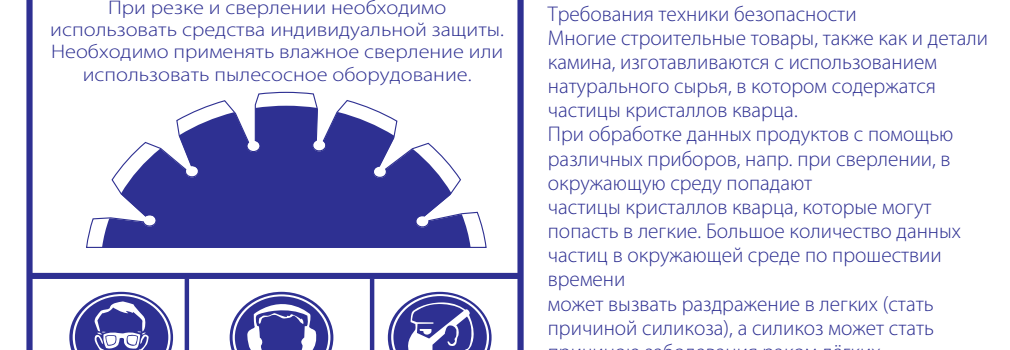 При резке и сверлении необходимо
использовать средства индивидуальной защиты.
Необходимо применять влажное сверление или
использовать пылесосное оборудование.
Требования техники безопасности
Многие строительные товары, также как и детали
камина, изготавливаются с использованием
натурального сырья, в котором содержатся
частицы кристаллов кварца.
При обработке данных продуктов с помощью
различных приборов, напр. при сверлении, в
окружающую среду попадают
частицы кристаллов кварца, которые могут
попасть в легкие. Большое количество данных
частиц в окружающей среде по прошествии
времени
может вызвать раздражение в легких (стать
причиной силикоза), а силикоз может стать